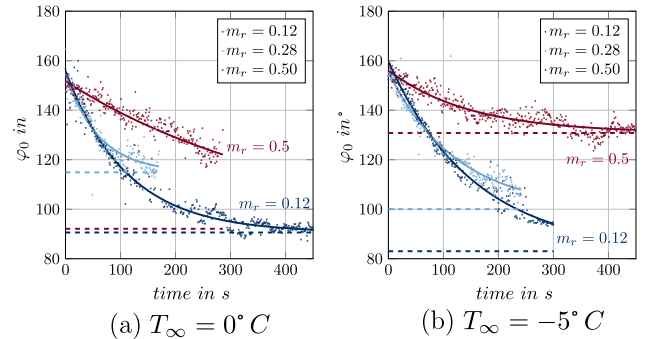 160
140
120
100
80
0
100
200
300
400
φ₀ in
time in s
m_r = 0.12
m_r = 0.28
m_r = 0.50
m_r = 0.5
m_r = 0.12
(a) T∞ = 0°C
180
160
140
120
100
80
0
100
200
300
400
φ₀ in°
time in s
m_r = 0.12
m_r = 0.28
m_r = 0.50
m_r = 0.5
m_r = 0.12
(b) T∞ = −5°C